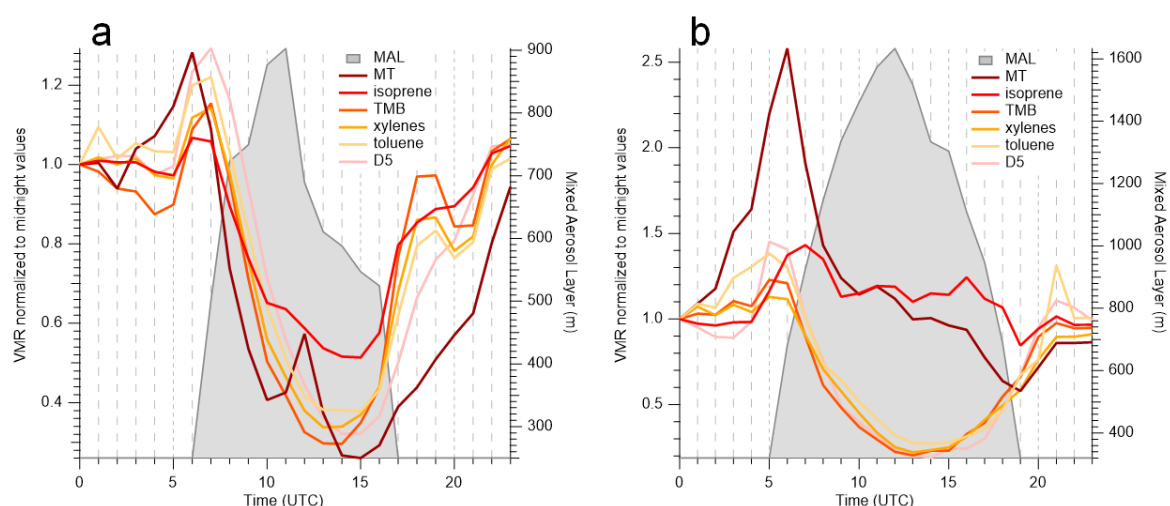 a
VMR normalized to midnight values
1.2
1.0
0.8
0.6
0.4
MAL
MT
isoprene
TMB
xylenes
toluene
D5
900
800
700
600
500
400
300
Mixed Aerosol Layer (m)
0 5 10 15 20
Time (UTC)
b
VMR normalized to midnight values
2.5
2.0
1.5
1.0
0.5
MAL
MT
isoprene
TMB
xylenes
toluene
D5
1600
1400
1200
1000
800
600
400
Mixed Aerosol Layer (m)
0 5 10 15 20
Time (UTC)